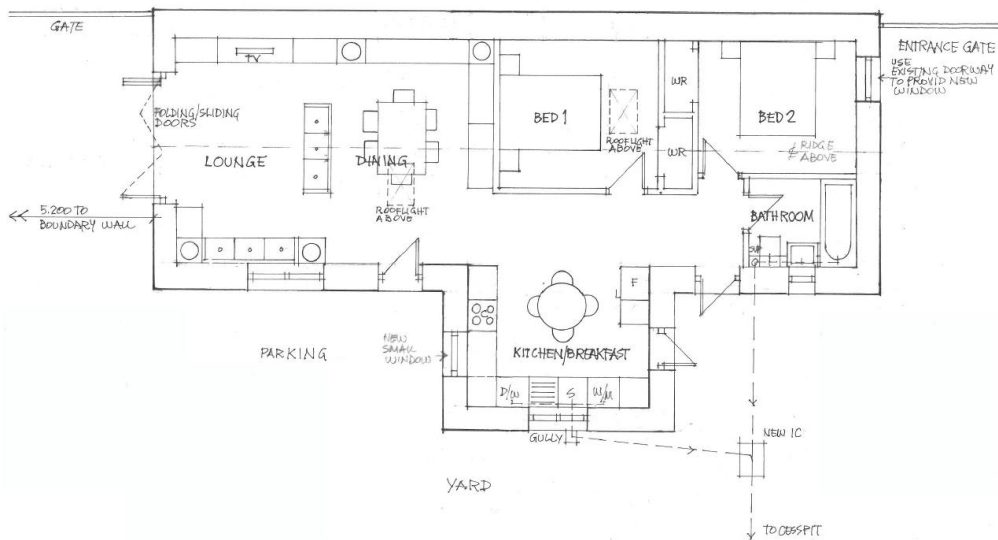 GATE
ENTRANCE GATE
USE
EXISTING DOORWAY
TO PROVID NEW
WINDOW
TV
WR
BED 1
BED 2
FOLDING/SLIDING
DOORS
ROOFLIGHT
ABOVE
WR
RIDGE
ABOVE
LOUNGE
DINING
5.200 TO
BOUNDARY WALL
ROOFLIGHT
ABOVE
BATHROOM
SVP
F
PARKING
NEW
SMALL
WINDOW
KITCHEN/BREAKFAST
D/W
S
W/M
GULLY
NEW IC
YARD
TO CESSPIT